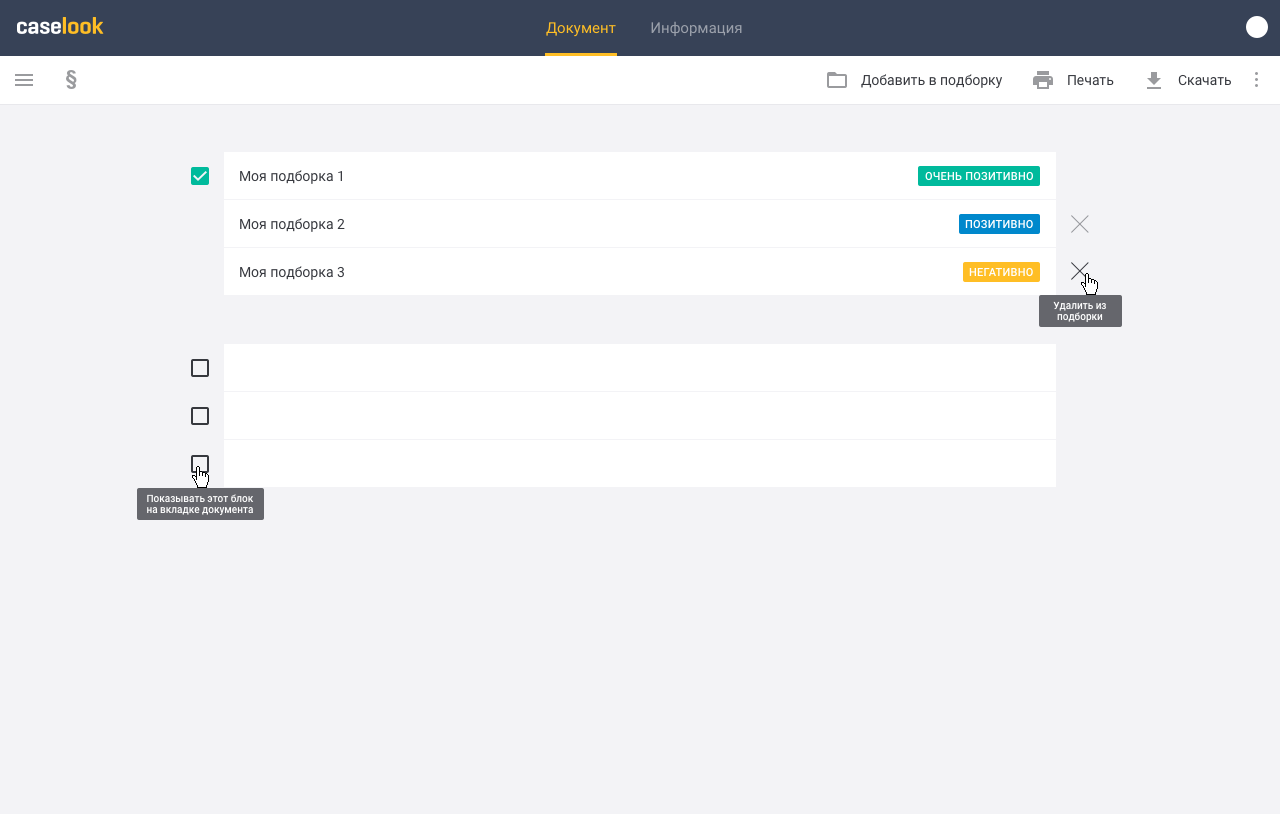 caselook
Документ
Информация
§
Добавить в подборку
Печать
Скачать
Моя подборка 1
ОЧЕНЬ ПОЗИТИВНО
Моя подборка 2
ПОЗИТИВНО
Моя подборка 3
НЕГАТИВНО
Удалить из
подборки
Показывать этот блок
на вкладке документа